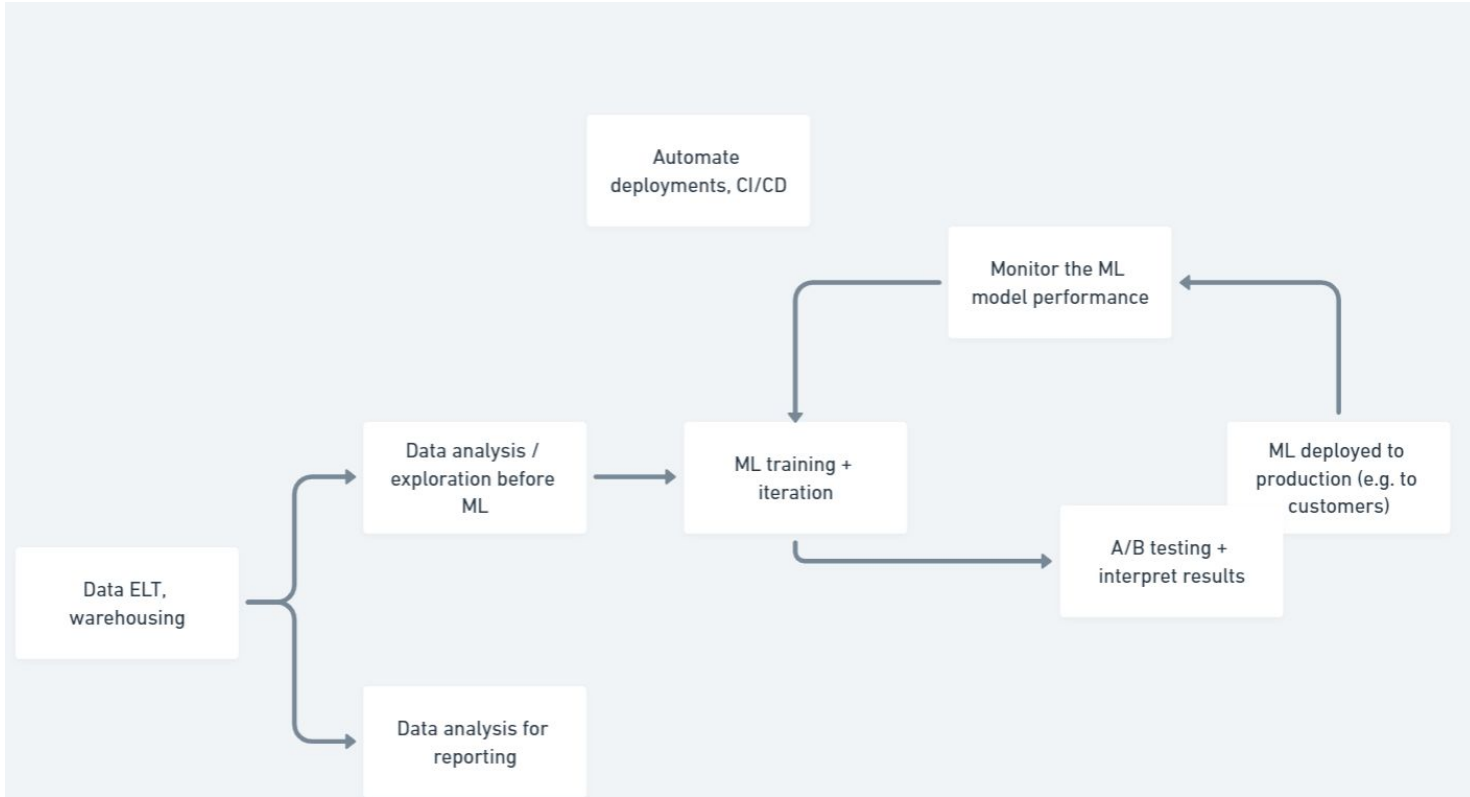 Automate
deployments, CI/CD
Monitor the ML
model performance
Data analysis /
exploration before
ML
ML training +
iteration
ML deployed to
production (e.g. to
customers)
A/B testing +
interpret results
Data ELT,
warehousing
Data analysis for
reporting